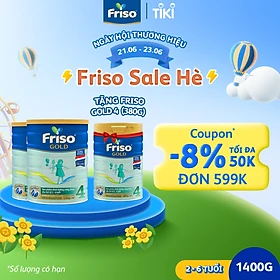 Friso TIKI
NGÀY HỘI THƯƠNG HIỆU
21.06 - 23.06
Friso Sale Hè
TẶNG FRISO
GOLD 4 (380G)
Coupon*
-8% TỐI ĐA
50K
ĐƠN 599K
Friso
GOLD
4
Friso
GOLD
4
*Số lượng có hạn
2-6 TUỔI
1400G